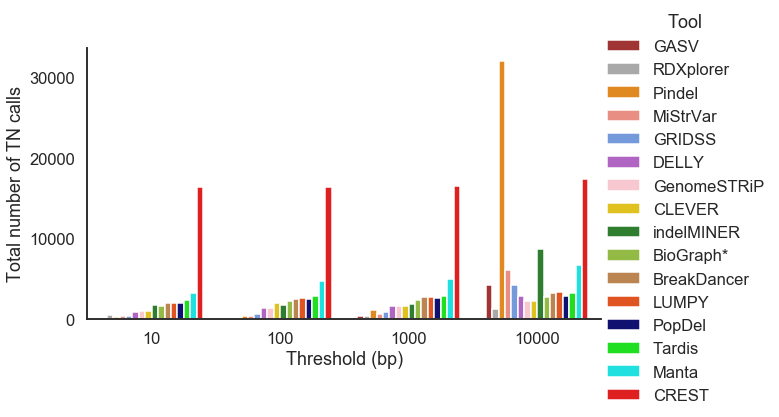 Tool
GASV
RDXplorer
Pindel
MiStrVar
GRIDSS
DELLY
GenomeSTRiP
CLEVER
indelMINER
BioGraph*
BreakDancer
LUMPY
PopDel
Tardis
Manta
CREST
Total number of TN calls
30000
20000
10000
0
10
100
1000
10000
Threshold (bp)